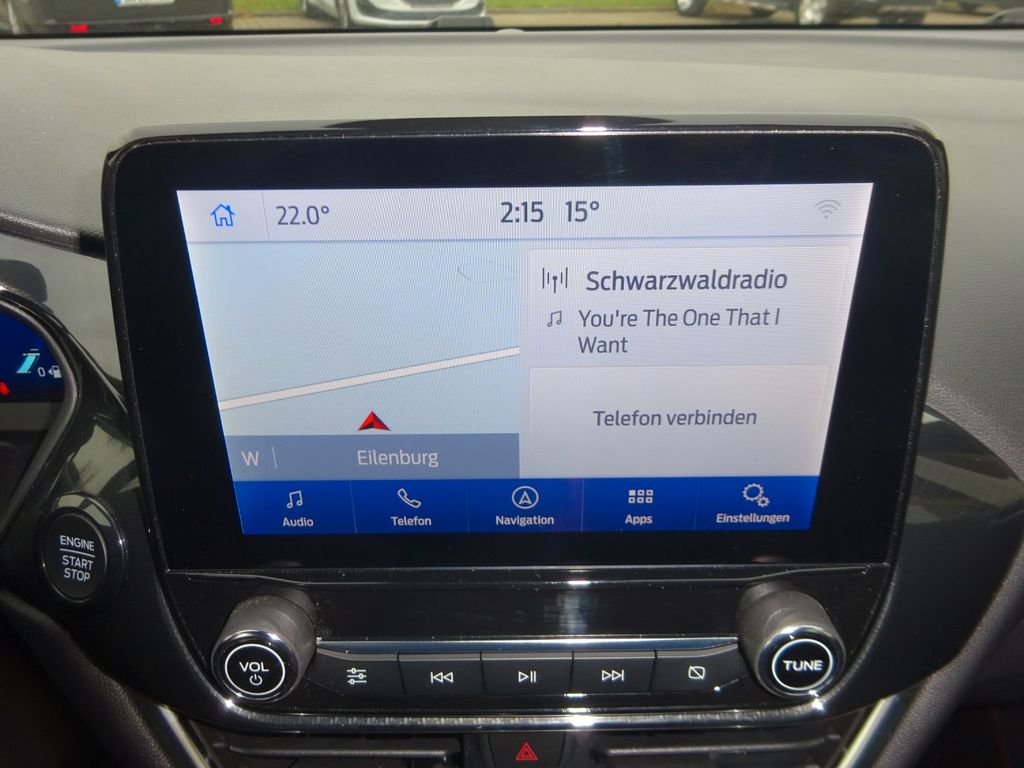 22.0°
2:15 15°
Schwarzwaldradio
You're The One That I
Want
Telefon verbinden
W
Eilenburg
Audio
Telefon
Navigation
Apps
Einstellungen
0
ENGINE
START
STOP
VOL
TUNE